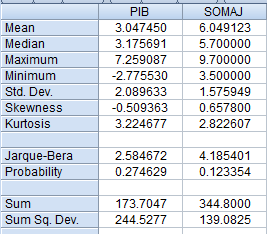 PIB SOMAJ
Mean 3.047450 6.049123
Median 3.175691 5.700000
Maximum 7.259087 9.700000
Minimum -2.775530 3.500000
Std. Dev. 2.089633 1.575949
Skewness -0.509363 0.657800
Kurtosis 3.224677 2.822607
Jarque-Bera 2.584672 4.185401
Probability 0.274629 0.123354
Sum 173.7047 344.8000
Sum Sq. Dev. 244.5277 139.0825